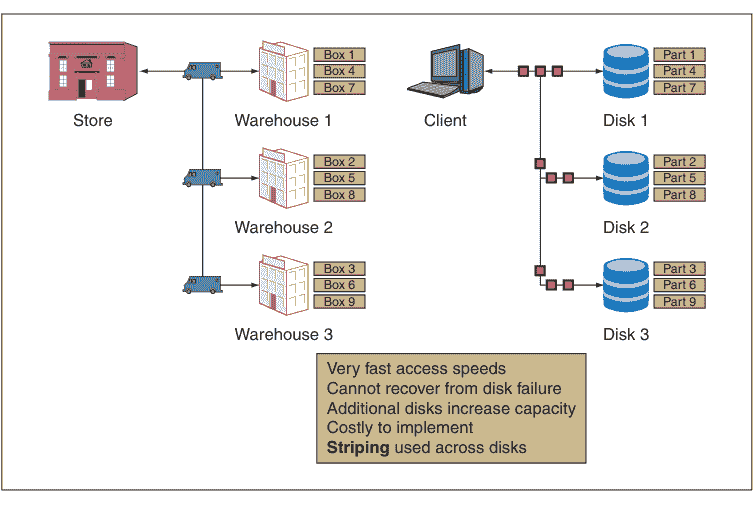 Box 1
Box 4
Box 7
Store
Warehouse 1
Part 1
Part 4
Part 7
Client
Disk 1
Box 2
Box 5
Box 8
Warehouse 2
Part 2
Part 5
Part 8
Disk 2
Box 3
Box 6
Box 9
Warehouse 3
Part 3
Part 6
Part 9
Disk 3
Very fast access speeds
Cannot recover from disk failure
Additional disks increase capacity
Costly to implement
Striping used across disks